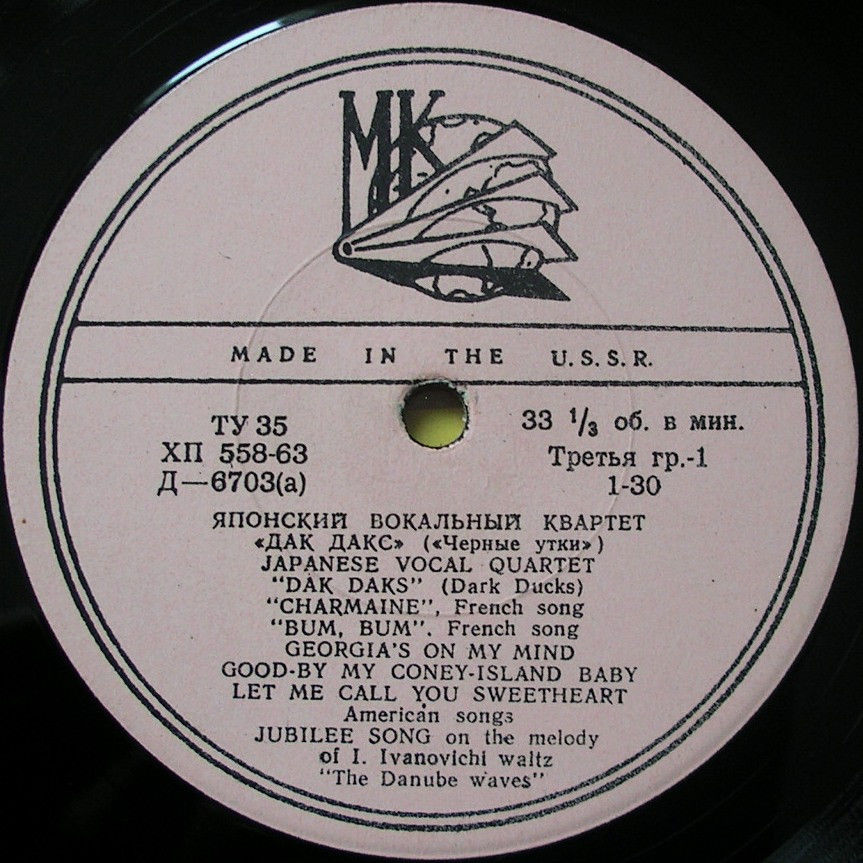 МК
MADE IN THE U.S.S.R.
ТУ 35
ХП 558-63
Д—6703(а)
33 1/3 об. в мин.
Третья гр.-1
1-30
ЯПОНСКИЙ ВОКАЛЬНЫЙ КВАРТЕТ
«ДАК ДАКС» («Черные утки»)
JAPANESE VOCAL QUARTET
"DAK DAKS" (Dark Ducks)
"CHARMAINE", French song
"BUM, BUM". French song
GEORGIA'S ON MY MIND
GOOD-BY MY CONEY-ISLAND BABY
LET ME CALL YOU SWEETHEART
American songs
JUBILEE SONG on the melody
of I. Ivanovichi waltz
"The Danube waves"